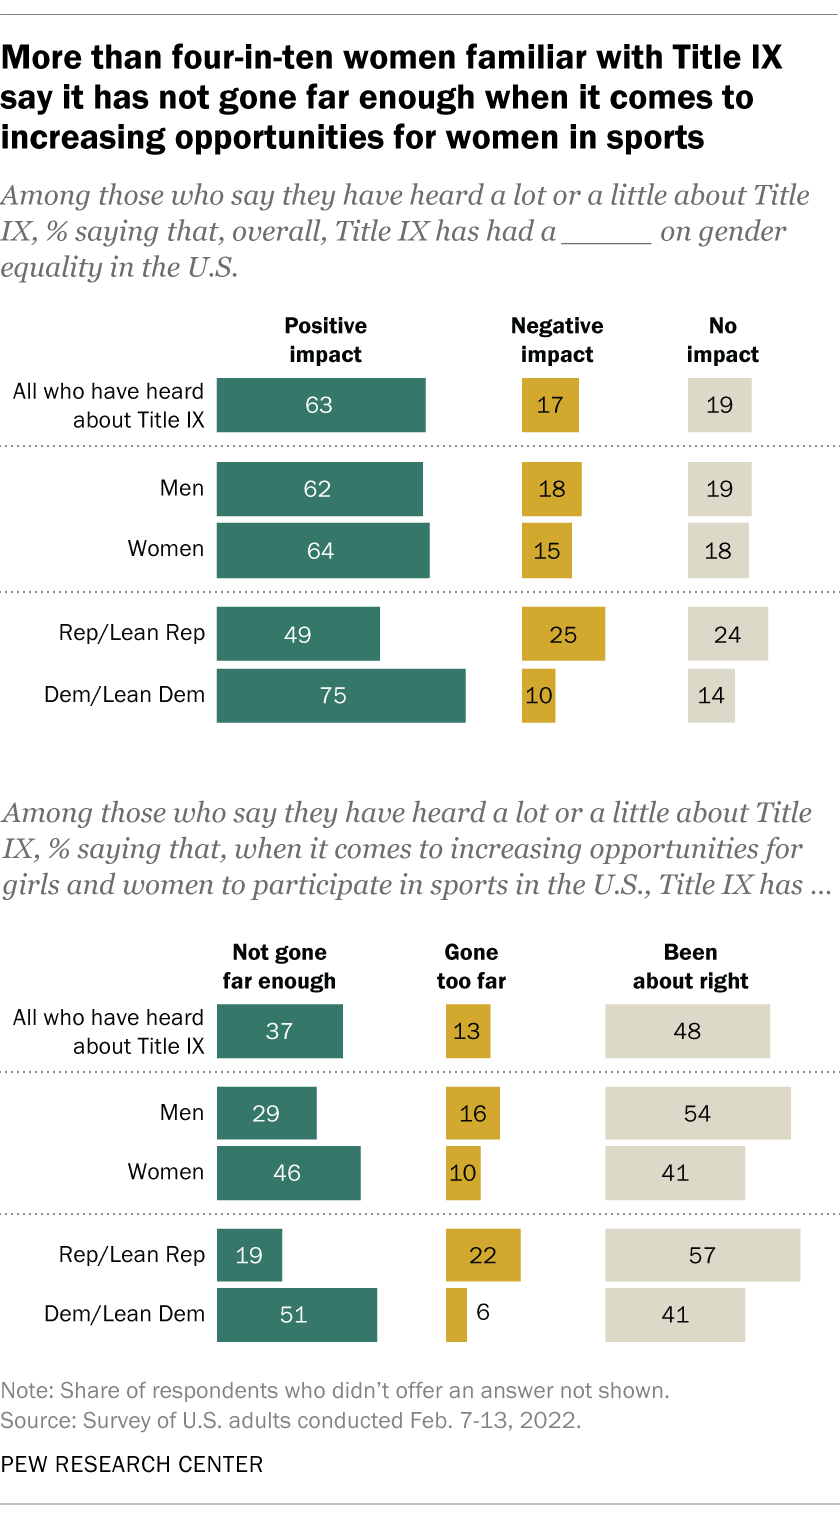 More than four-in-ten women familiar with Title IX
say it has not gone far enough when it comes to
increasing opportunities for women in sports
Among those who say they have heard a lot or a little about Title
IX, % saying that, overall, Title IX has had a ______ on gender
equality in the U.S.
Positive impact Negative impact No impact
All who have heard about Title IX 63 17 19
Men 62 18 19
Women 64 15 18
Rep/Lean Rep 49 25 24
Dem/Lean Dem 75 10 14
Among those who say they have heard a lot or a little about Title
IX, % saying that, when it comes to increasing opportunities for
girls and women to participate in sports in the U.S., Title IX has ...
Not gone far enough Gone too far Been about right
All who have heard about Title IX 37 13 48
Men 29 16 54
Women 46 10 41
Rep/Lean Rep 19 22 57
Dem/Lean Dem 51 6 41
Note: Share of respondents who didn’t offer an answer not shown.
Source: Survey of U.S. adults conducted Feb. 7-13, 2022.
PEW RESEARCH CENTER